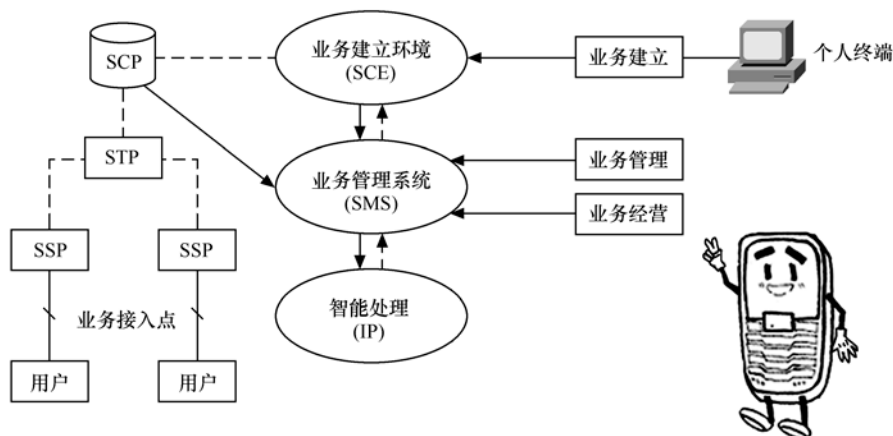 SCP
业务建立环境
(SCE)
业务建立
个人终端
STP
业务管理系统
(SMS)
业务管理
业务经营
SSP
SSP
业务接入点
智能处理
(IP)
用户
用户